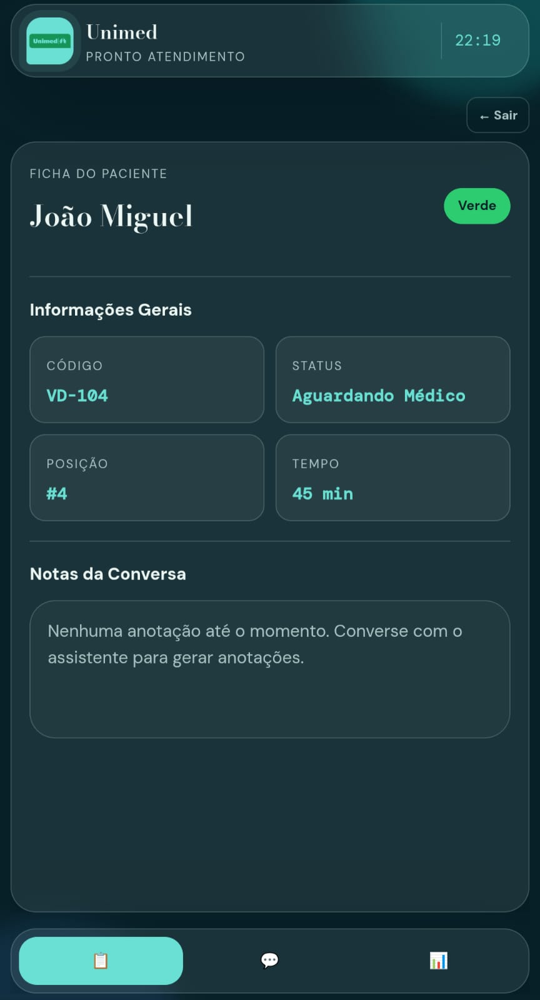 Unimed
Unimed
PRONTO ATENDIMENTO
22:19
← Sair
FICHA DO PACIENTE
João Miguel
Verde
Informações Gerais
CÓDIGO
VD-104
STATUS
Aguardando Médico
POSIÇÃO
#4
TEMPO
45 min
Notas da Conversa
Nenhuma anotação até o momento. Converse com o
assistente para gerar anotações.